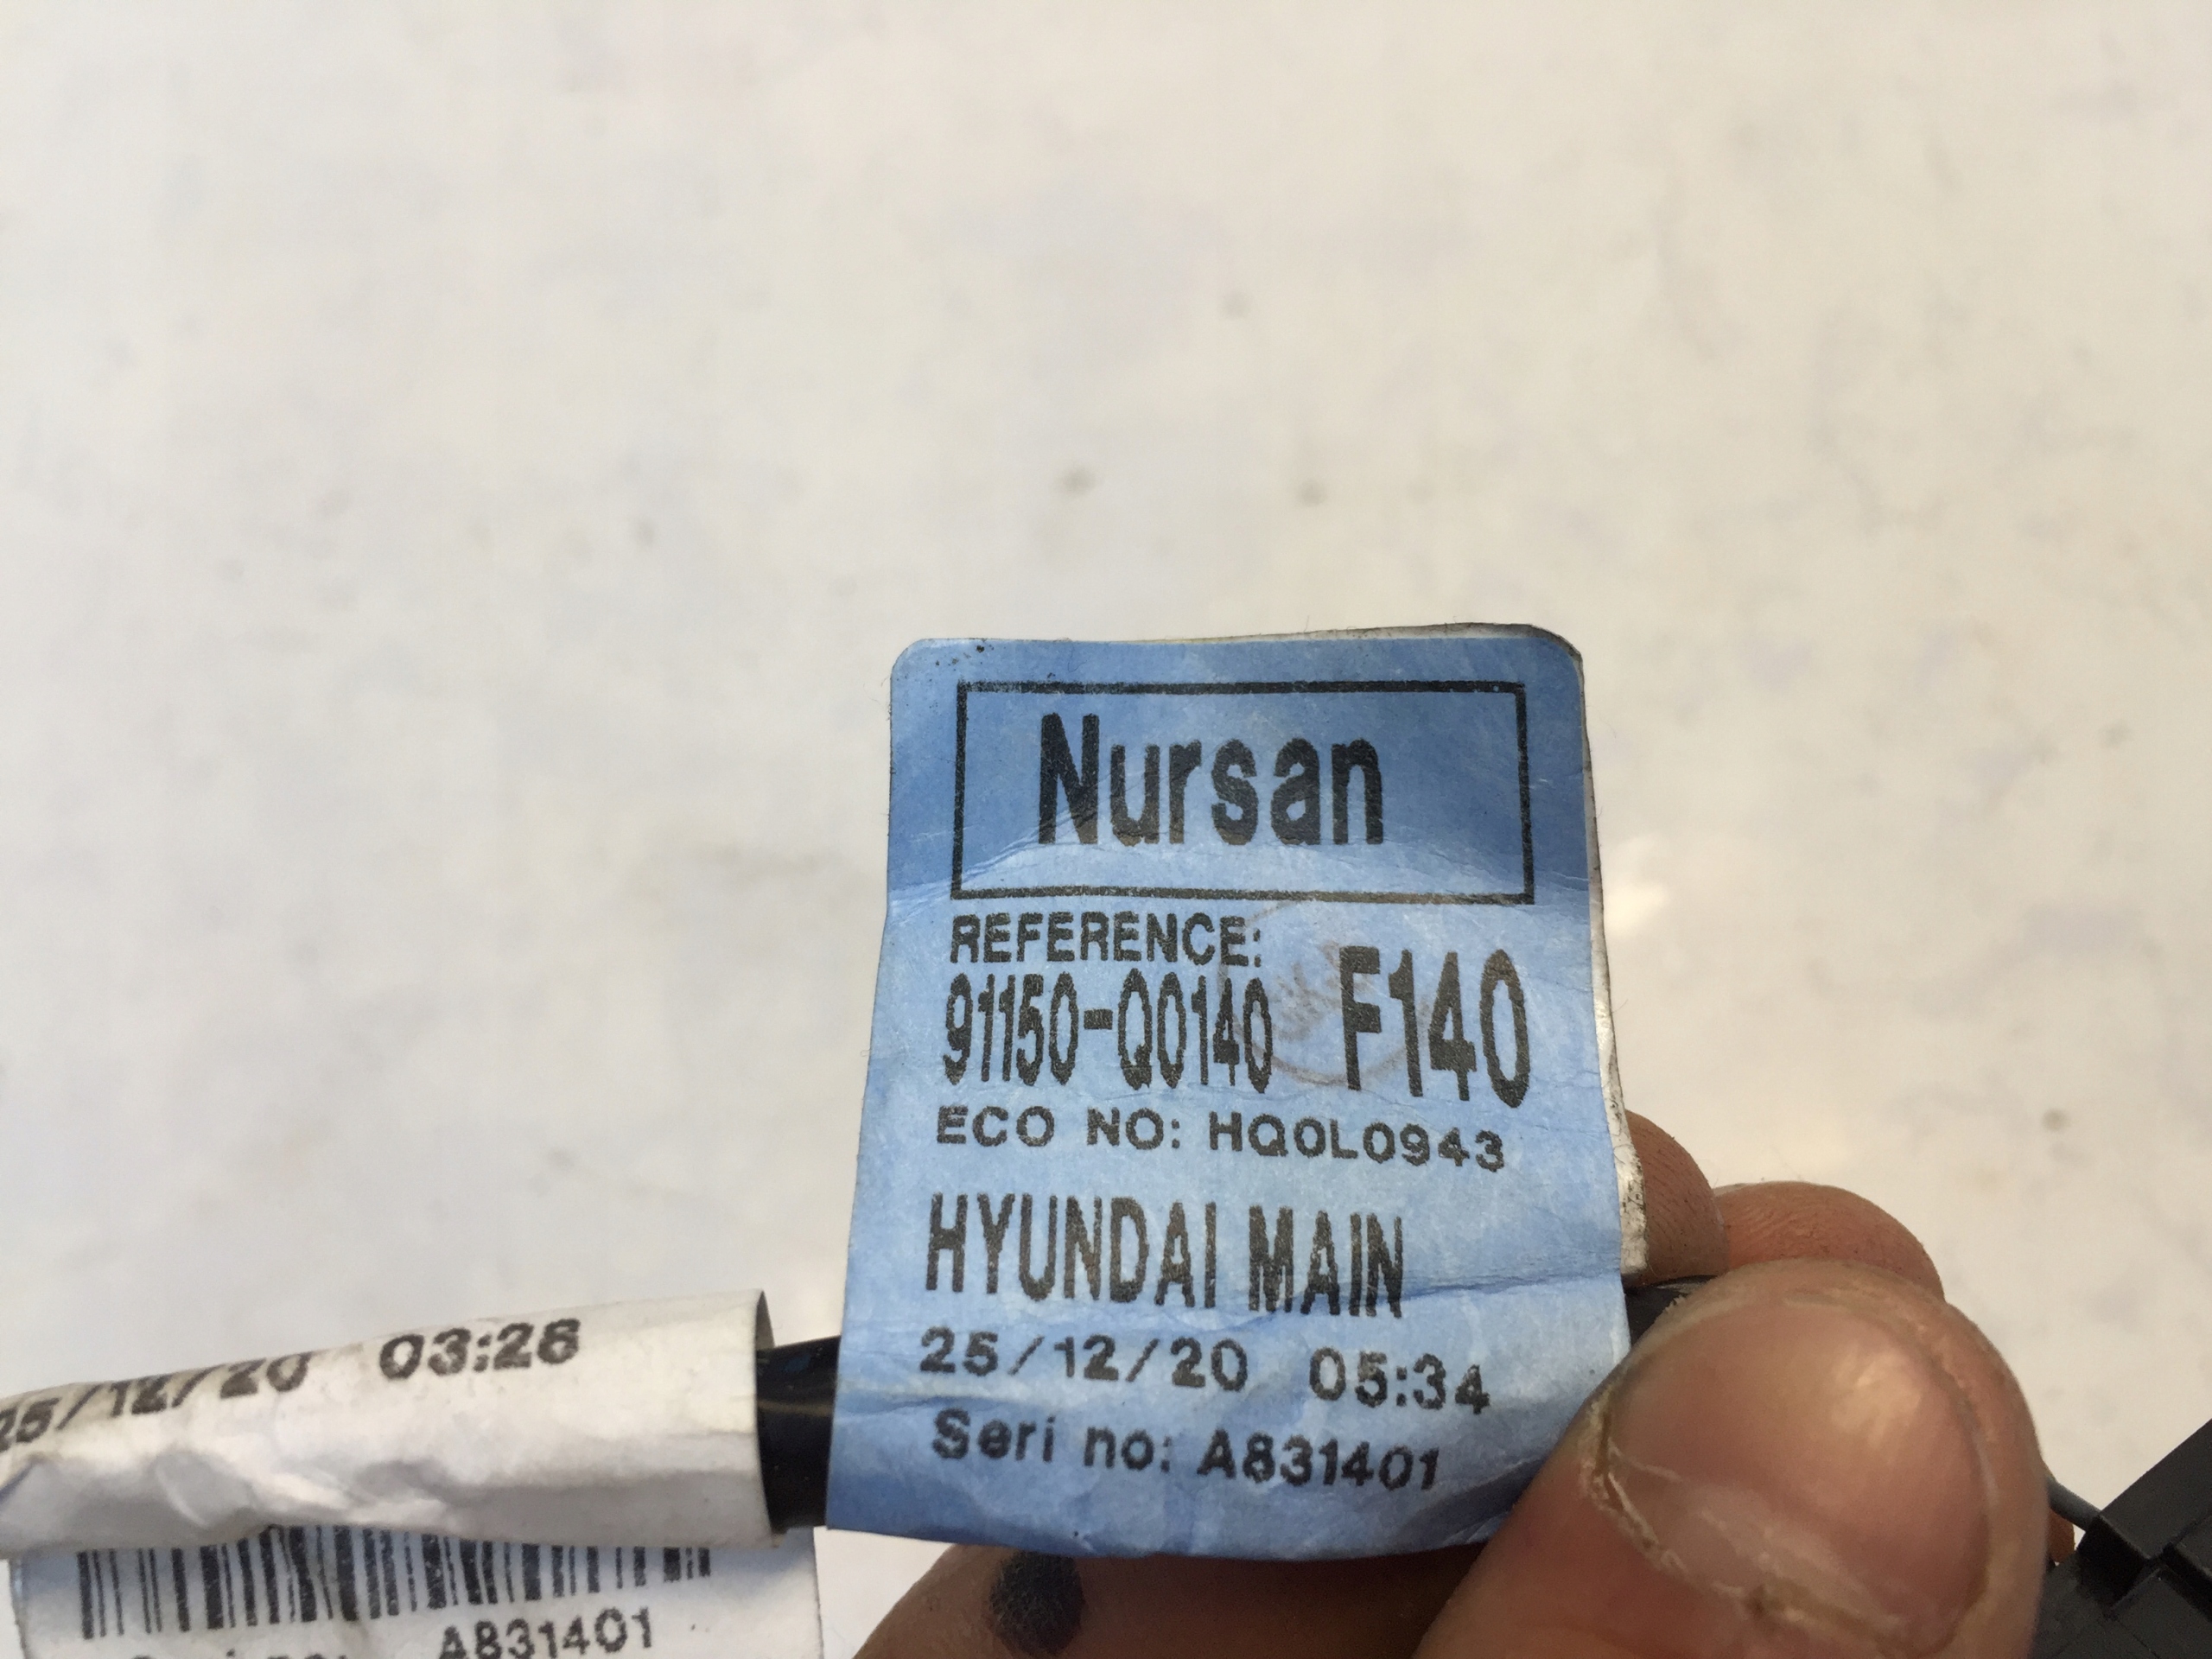 Nursan
REFERENCE:
91150-Q0140 F140
ECO NO: HQ0L0943
HYUNDAI MAIN
25/12/20 05:34
Seri no: A831401
25/12/20 03:28
A831401